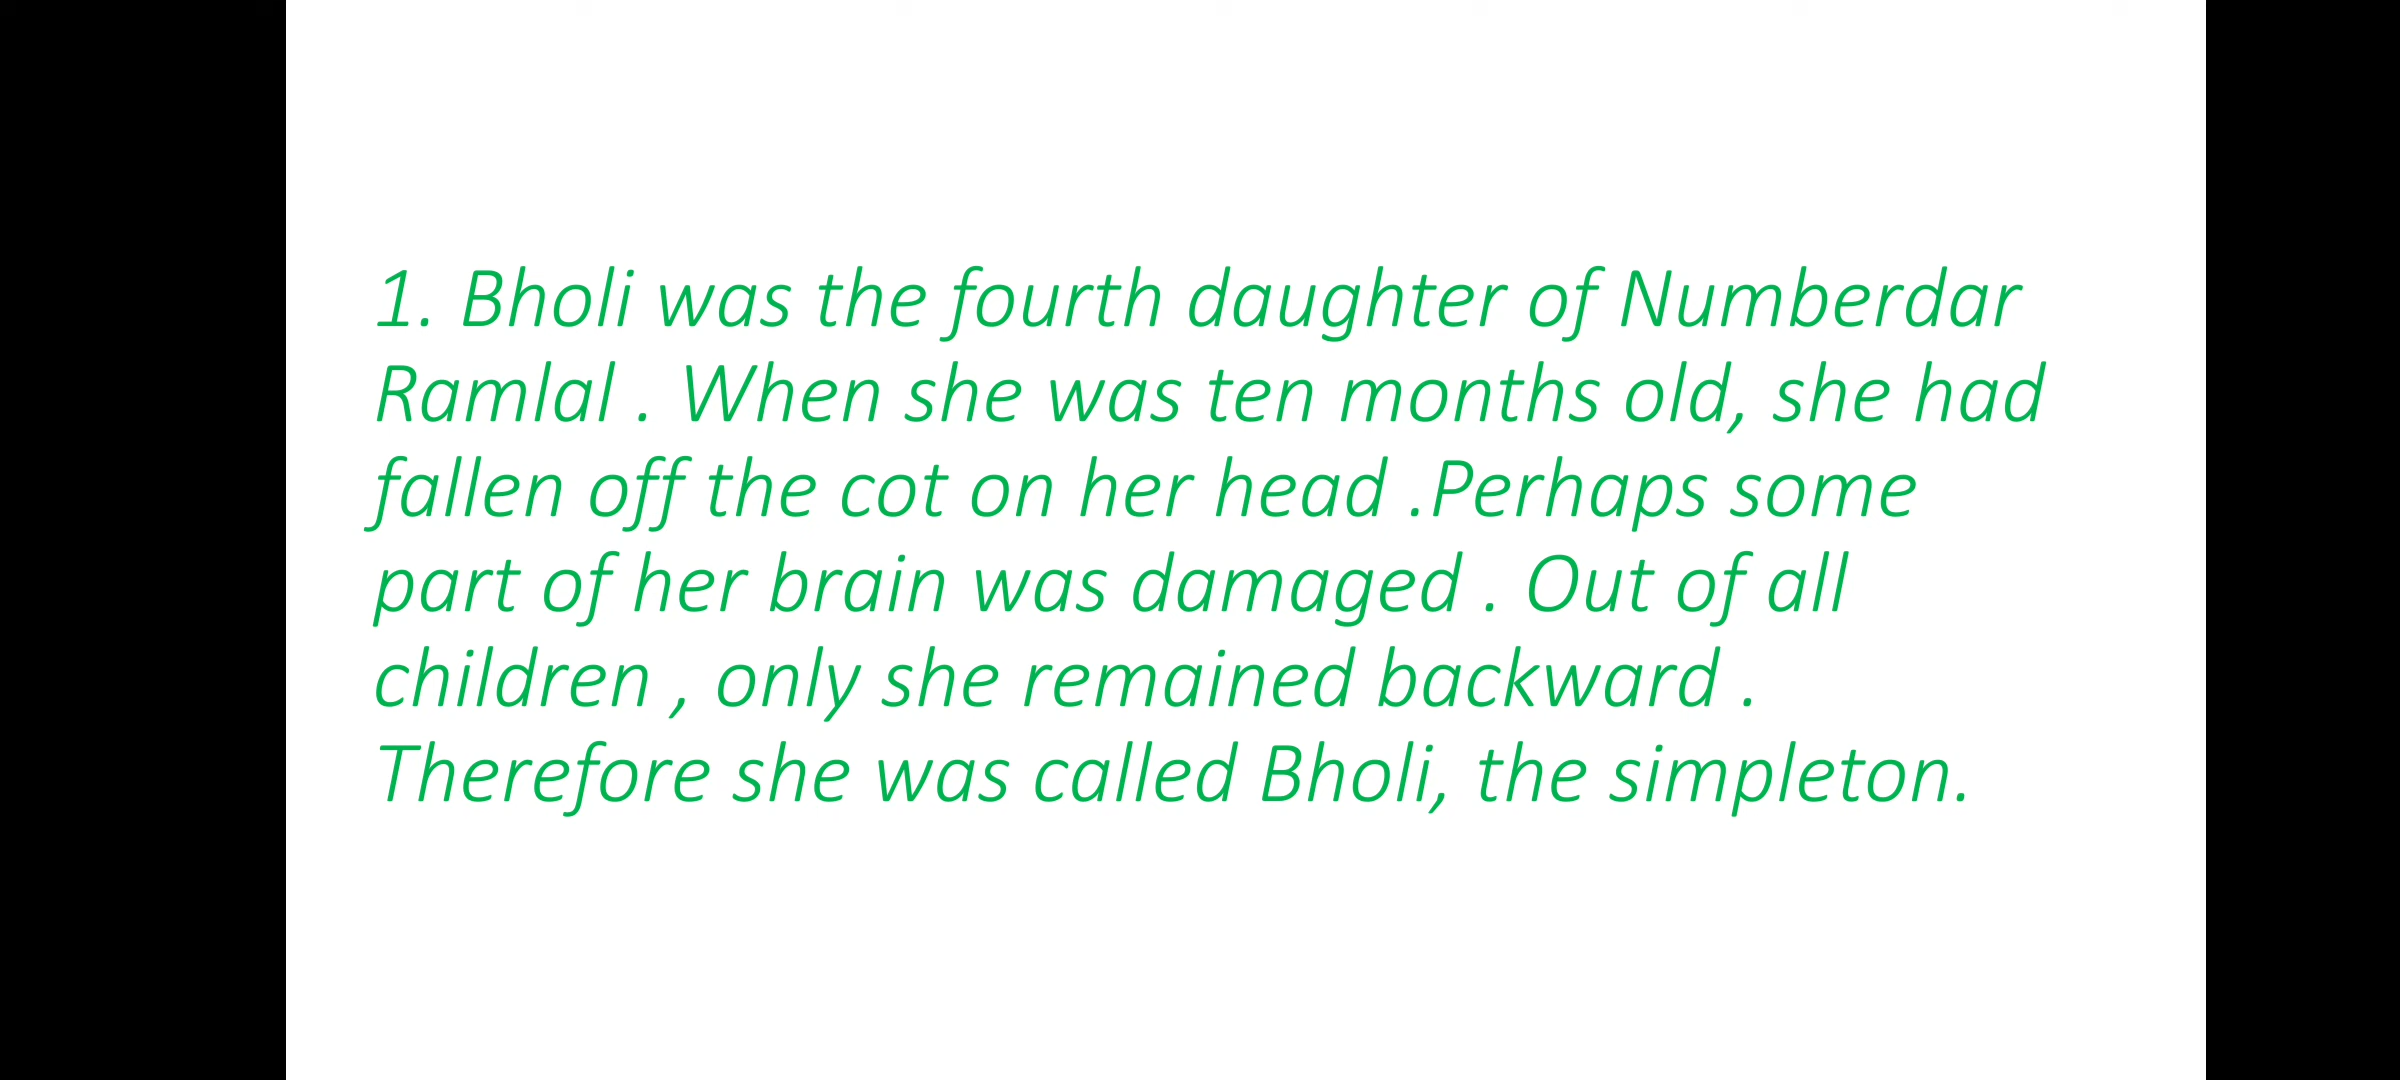 1. Bholi was the fourth daughter of Numberdar
Ramlal . When she was ten months old, she had
fallen off the cot on her head .Perhaps some
part of her brain was damaged . Out of all
children , only she remained backward .
Therefore she was called Bholi, the simpleton.